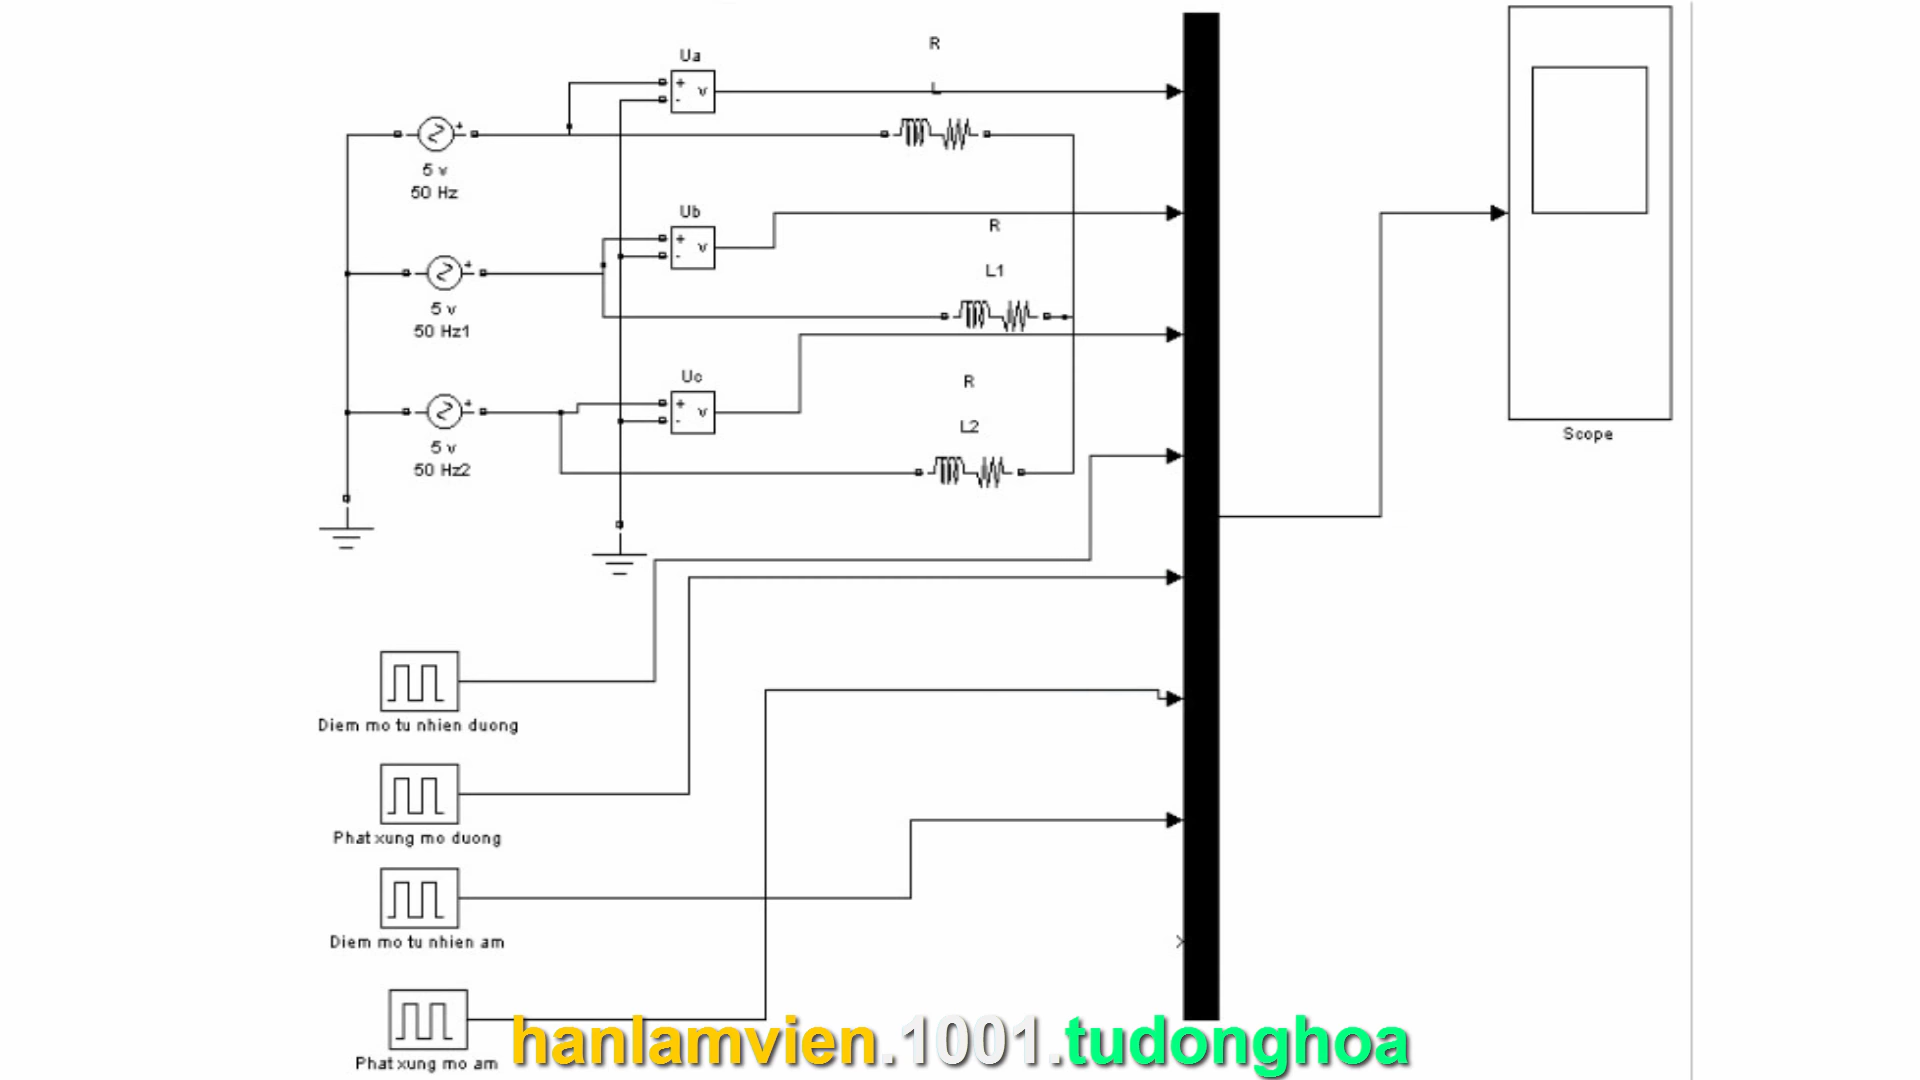 R
Ua
+
v
-
L
+
5 v
50 Hz
Ub
R
+
v
-
L1
+
5 v
50 Hz1
Uc
R
+
v
-
L2
+
5 v
50 Hz2
Scope
Diem mo tu nhien duong
Phat xung mo duong
Diem mo tu nhien am
Phat xung mo am
hanlamvien.1001.tudonghoa